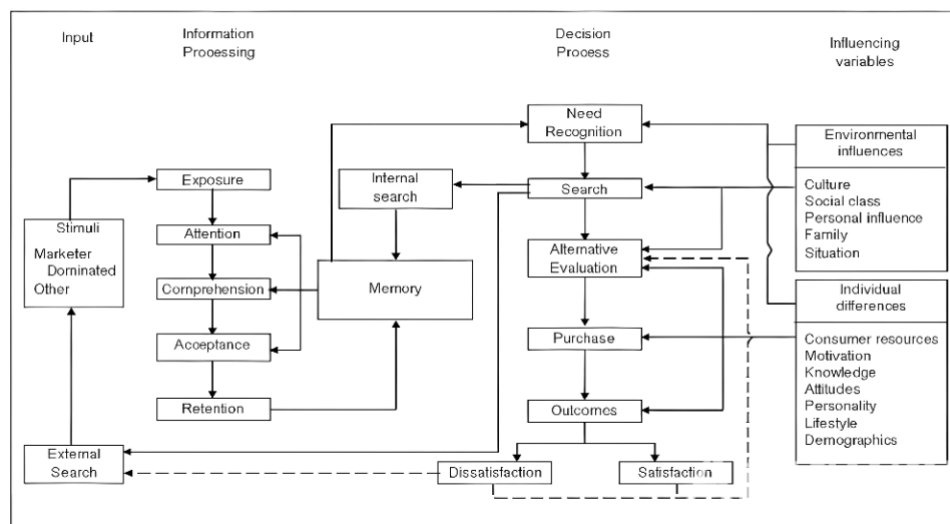 Input
Information
Processing
Decision
Process
Influencing
variables
Need
Recognition
Environmental
influences
Culture
Social class
Personal influence
Family
Situation
Exposure
Internal
search
Search
Stimuli
Marketer
Dominated
Other
Attention
Alternative
Evaluation
Comprehension
Memory
Individual
differences
Consumer resources
Motivation
Knowledge
Attitudes
Personality
Lifestyle
Demographics
Acceptance
Purchase
Retention
Outcomes
External
Search
Dissatisfaction
Satisfaction